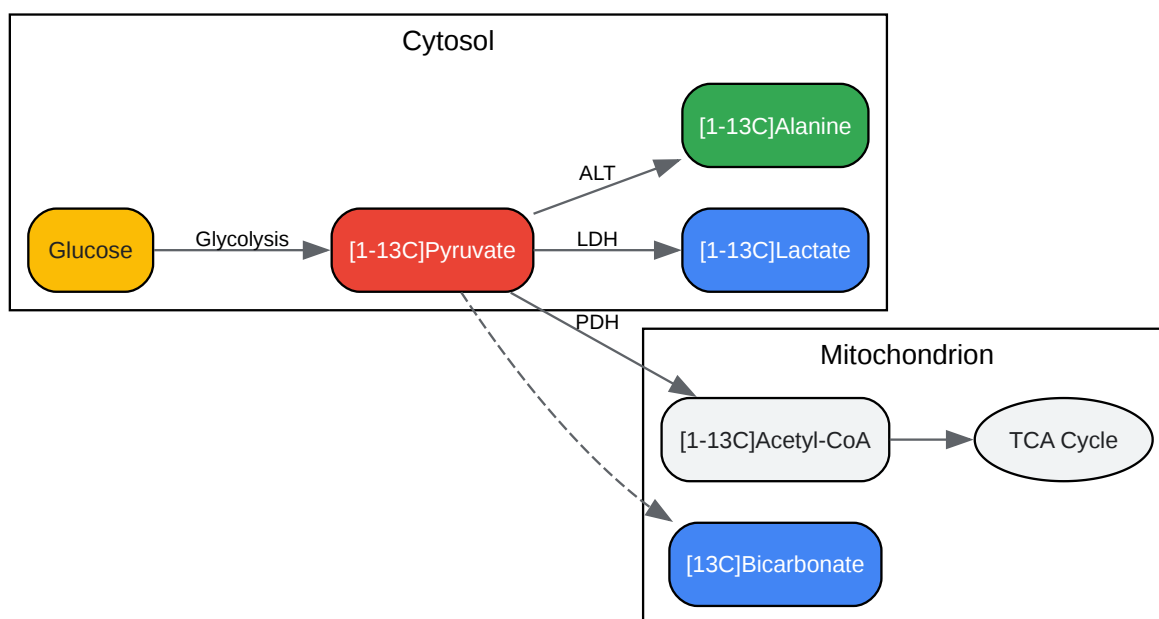 Cytosol
[1-13C]Alanine
ALT
Glucose
Glycolysis
[1-13C]Pyruvate
LDH
[1-13C]Lactate
PDH
Mitochondrion
[1-13C]Acetyl-CoA
TCA Cycle
[13C]Bicarbonate